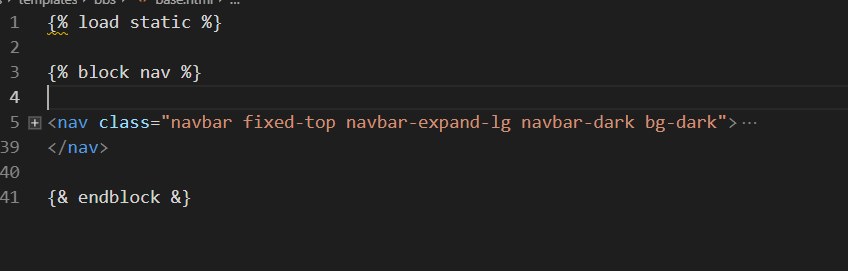 templates > bbs > base.html > ...
1 {% load static %}
2
3 {% block nav %}
4
5 <nav class="navbar fixed-top navbar-expand-lg navbar-dark bg-dark">···
39 </nav>
40
41 {& endblock &}